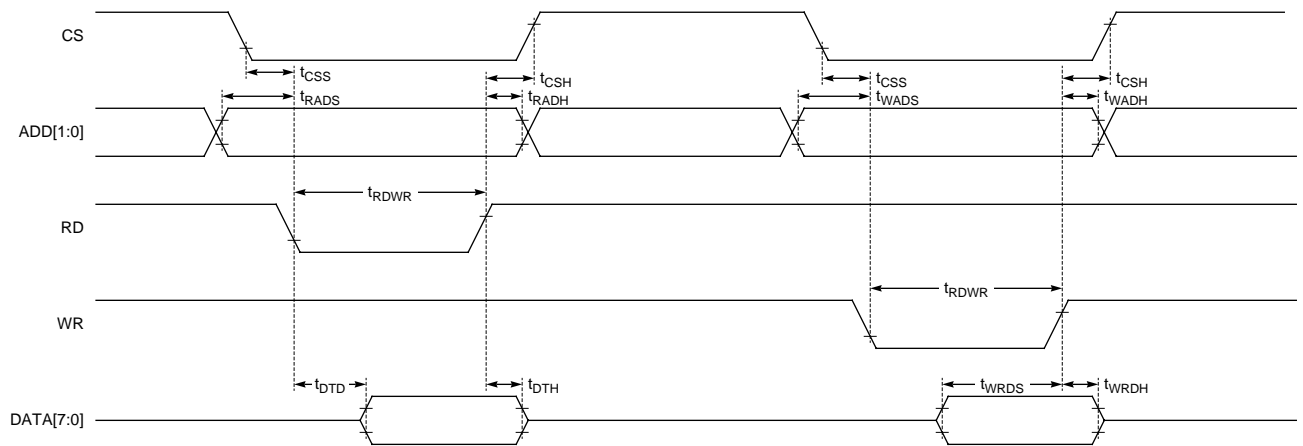 CS
tCSS
tCSH
tCSS
tCSH
tRADS
tRADH
tWADS
tWADH
ADD[1:0]
tRDWR
RD
tRDWR
WR
tDTD
tDTH
tWRDS
tWRDH
DATA[7:0]